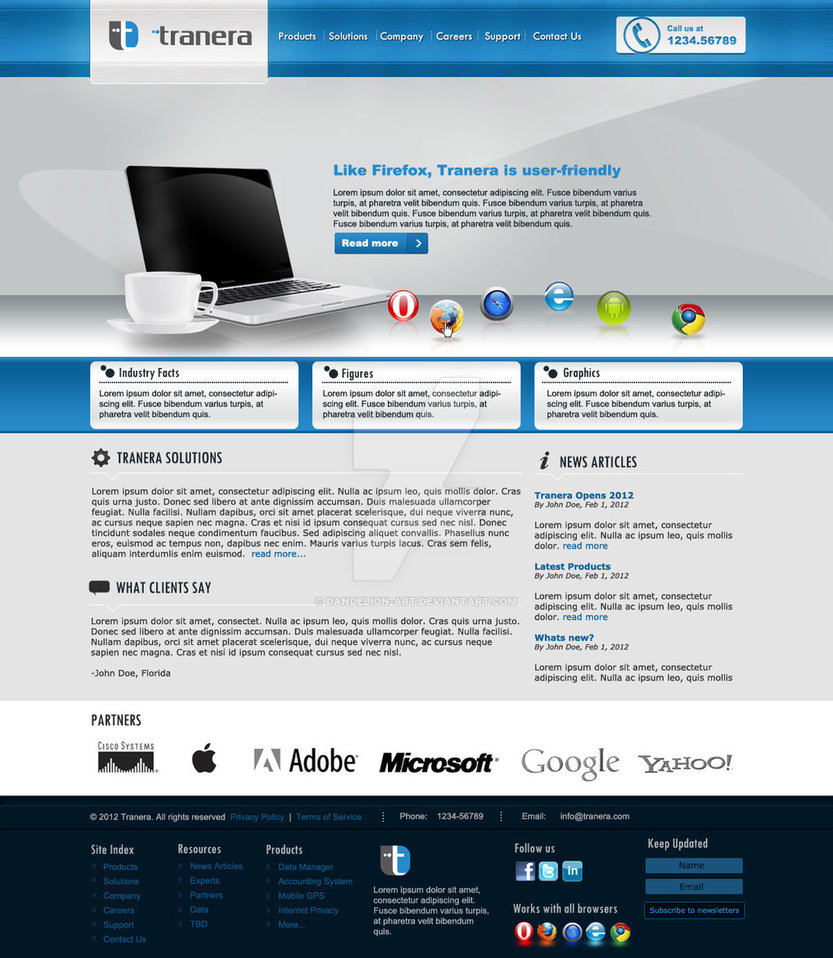 tranera
Products
Solutions
Company
Careers
Support
Contact Us
Call us at
1234.56789
Like Firefox, Tranera is user-friendly
Lorem ipsum dolor sit amet, consectetur adipiscing elit. Fusce bibendum varius
turpis, at pharetra velit bibendum quis. Fusce bibendum varius turpis, at pharetra
velit bibendum quis. Fusce bibendum varius turpis, at pharetra velit bibendum quis.
Fusce bibendum varius turpis, at pharetra velit bibendum quis.
Read more
Industry Facts
Lorem ipsum dolor sit amet, consectetur adipi-
scing elit. Fusce bibendum varius turpis, at
pharetra velit bibendum quis.
Figures
Lorem ipsum dolor sit amet, consectetur adipi-
scing elit. Fusce bibendum varius turpis, at
pharetra velit bibendum quis.
Graphics
Lorem ipsum dolor sit amet, consectetur adipi-
scing elit. Fusce bibendum varius turpis, at
pharetra velit bibendum quis.
TRANERA SOLUTIONS
Lorem ipsum dolor sit amet, consectetur adipiscing elit. Nulla ac ipsum leo, quis mollis dolor. Cras
euismod, dolor sed libero at ante dignissim accumsan. Duis malesuada ullamcorper
feugiat. Nulla facilisi. Nullam dapibus, orci sit amet placerat scelerisque, dui neque viverra nunc,
ac cursus neque sapien nec magna. Cras et nisi id ipsum consequat cursus sed nec nisl. Donec
tincidunt sodales neque condimentum faucibus. Sed adipiscing aliquet convallis. Phasellus nunc
eros, euismod ac tempus non, dapibus nec enim. Mauris varius turpis lacus. Cras sem felis,
aliquam interdumlis enim euismod. read more...
WHAT CLIENTS SAY
Lorem ipsum dolor sit amet, consectet. Nulla ac ipsum leo, quis mollis dolor. Cras quis urna justo.
Donec sed libero at ante dignissim accumsan. Duis malesuada ullamcorper feugiat. Nulla facilisi.
Nullam dapibus, orci sit amet placerat scelerisque, dui neque viverra nunc, ac cursus neque sapien
nec magna. Cras et nisl id ipsum consequat cursus sed nec nisl.
-John Doe, Florida
© DANDELION-ART.DEVIANTART.COM
NEWS ARTICLES
Tranera Opens 2012
By John Doe, Feb 1, 2012
Lorem ipsum dolor sit amet, consectetur
adipiscing elit. Nulla ac ipsum leo, quis mollis
dolor. read more
Latest Products
By John Doe, Feb 1, 2012
Lorem ipsum dolor sit amet, consectetur
adipiscing elit. Nulla ac ipsum leo, quis mollis
dolor. read more
Whats new?
By John Doe, Feb 1, 2012
Lorem ipsum dolor sit amet, consectetur
adipiscing elit. Nulla ac ipsum leo, quis mollis
PARTNERS
CISCO SYSTEMS
Adobe
Microsoft
Google
YAHOO!
© 2012 Tranera. All rights reserved Privacy Policy | Terms of Service
Phone: 1234-56789
Email: info@tranera.com
Site Index
Products
Solutions
Company
Careers
Support
Contact Us
Resources
News Articles
Experts
Partners
Data
TBD
Products
Data Manager
Accounting System
Mobile GPS
Internet Privacy
More...
Lorem ipsum dolor sit amet,
consectetur adipiscing elit.
Fusce bibendum varius
turpis, at pharetra
velit bibendum
quis.
Follow us
Works with all browsers
Keep Updated
Name
Email
Subscribe to newsletters